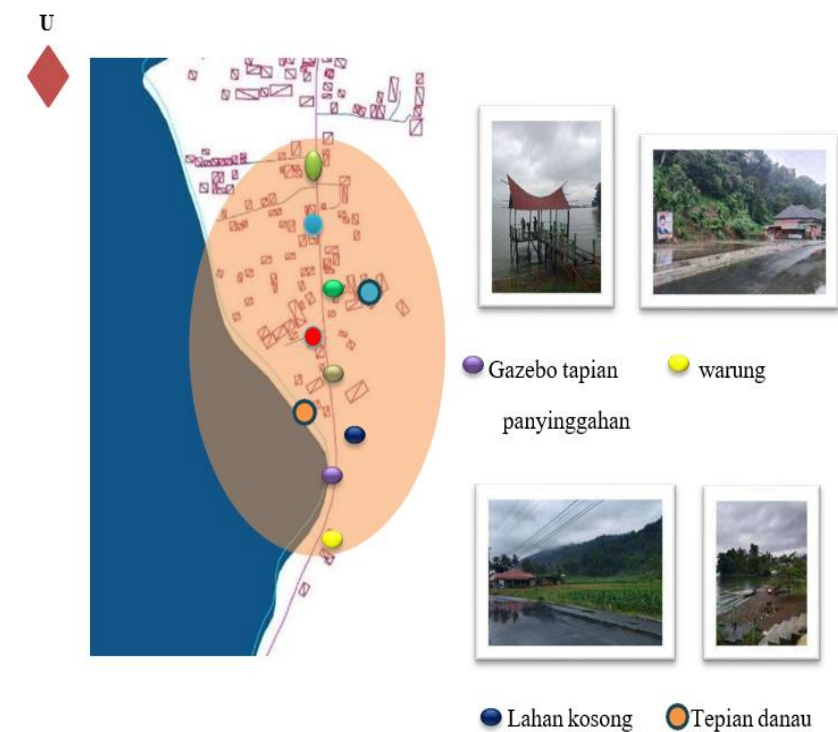 U
Gazebo tapian
panyinggahan
warung
Lahan kosong
Tepian danau